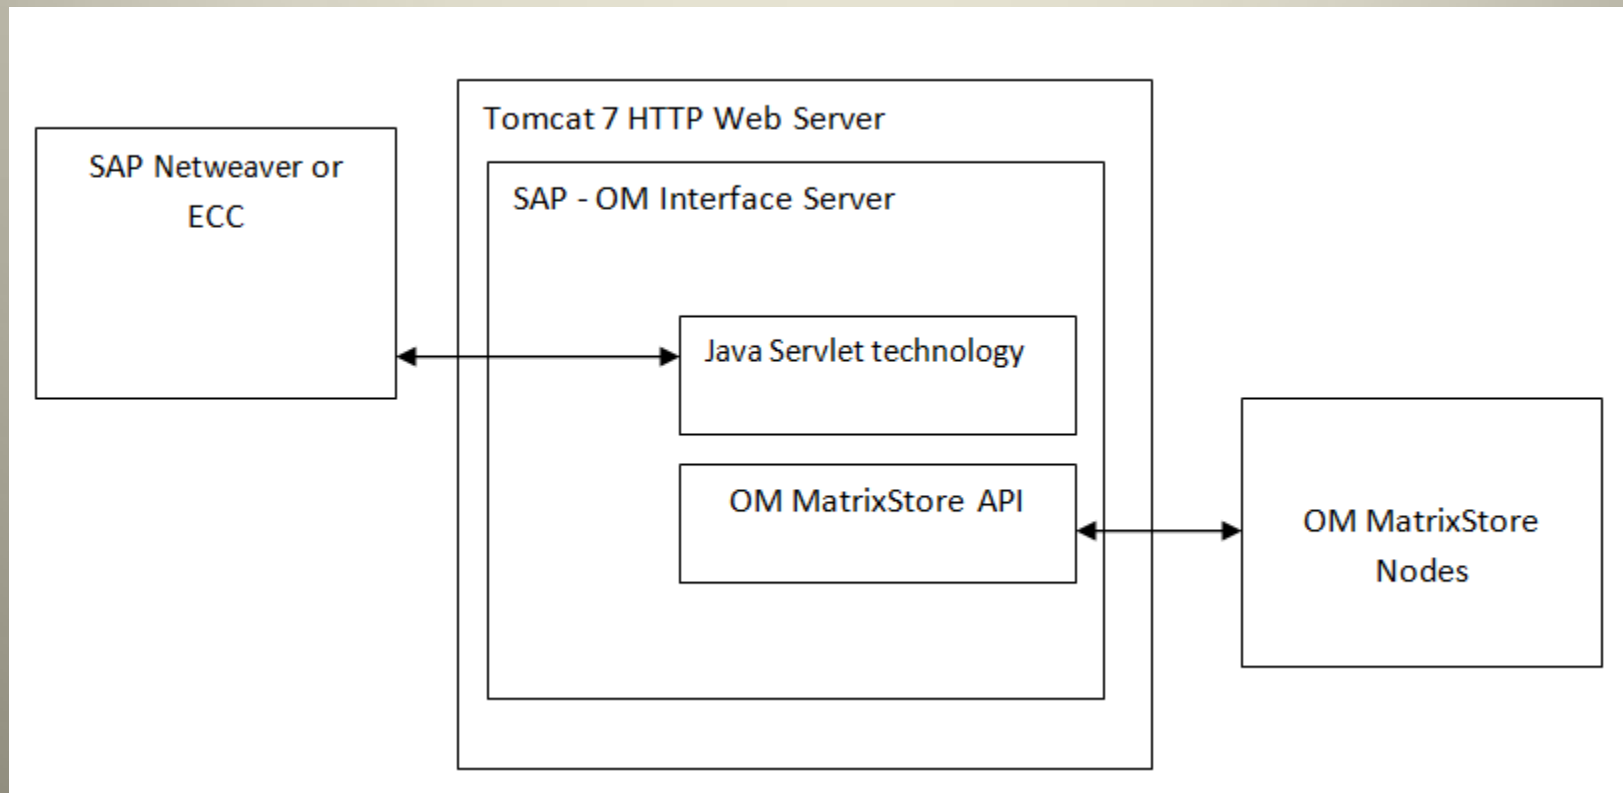 Tomcat 7 HTTP Web Server
SAP Netweaver or
ECC
SAP - OM Interface Server
Java Servlet technology
OM MatrixStore API
OM MatrixStore
Nodes